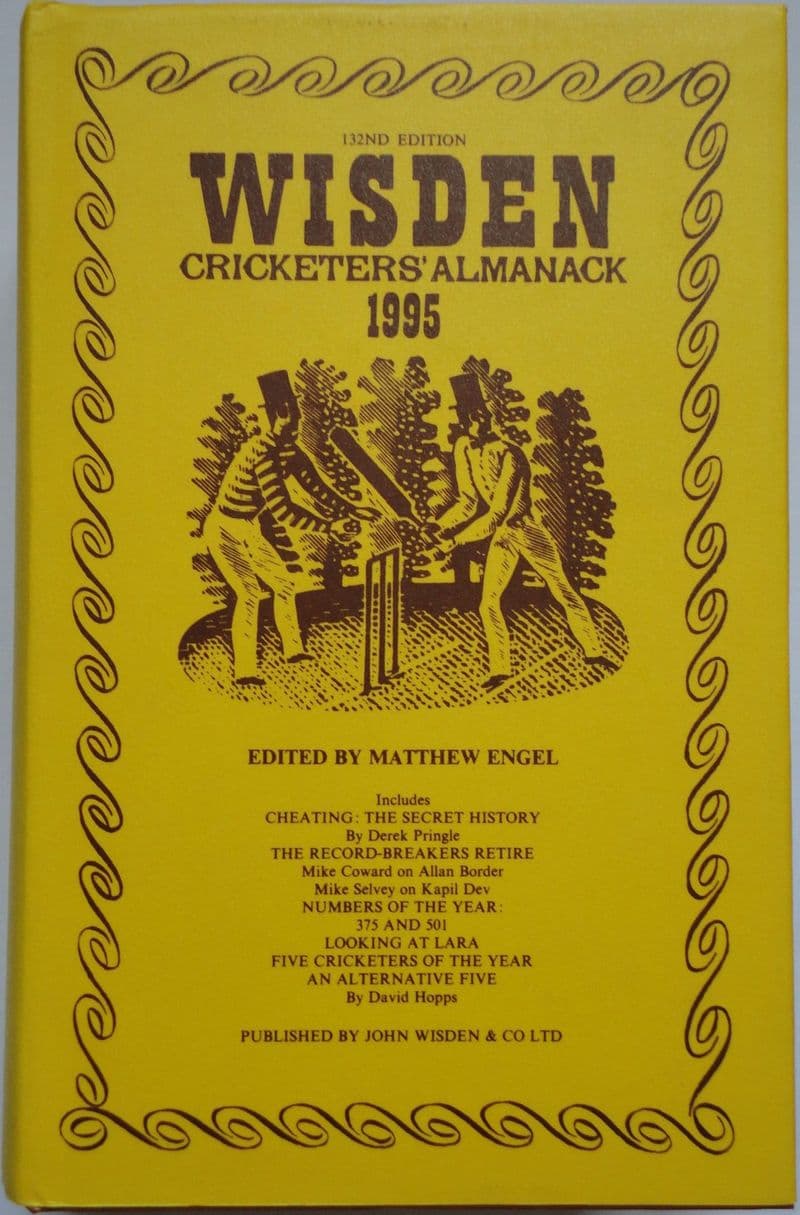 132ND EDITION
WISDEN
CRICKETERS' ALMANACK
1995
EDITED BY MATTHEW ENGEL
Includes
CHEATING: THE SECRET HISTORY
By Derek Pringle
THE RECORD-BREAKERS RETIRE
Mike Coward on Allan Border
Mike Selvey on Kapil Dev
NUMBERS OF THE YEAR:
375 AND 501
LOOKING AT LARA
FIVE CRICKETERS OF THE YEAR
AN ALTERNATIVE FIVE
By David Hopps
PUBLISHED BY JOHN WISDEN & CO LTD